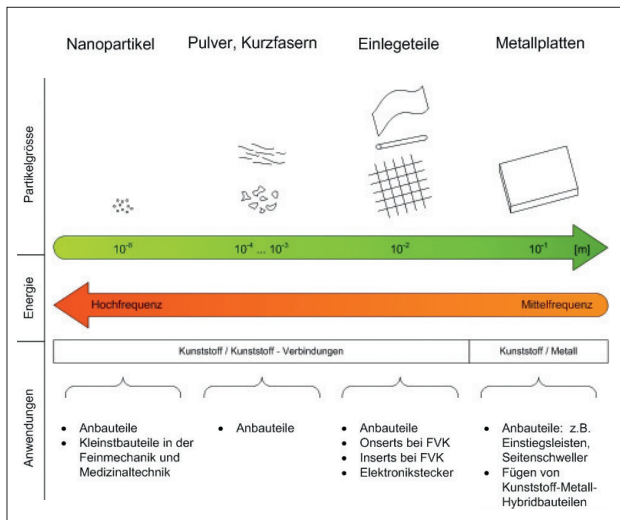 Nanopartikel
Pulver, Kurzfasern
Einlegeteile
Metallplatten
Partikelgrösse
10⁻⁸
10⁻⁴ ... 10⁻³
10⁻²
10⁻¹
[m]
Energie
Hochfrequenz
Mittelfrequenz
Anwendungen
Kunststoff / Kunststoff - Verbindungen
Kunststoff / Metall
• Anbauteile
• Kleinstbauteile in der
Feinmechanik und
Medizinaltechnik
• Anbauteile
• Anbauteile
• Onserts bei FVK
• Inserts bei FVK
• Elektronikstecker
• Anbauteile: z.B.
Einstiegsleisten,
Seitenschweller
• Fügen von
Kunststoff-Metall-
Hybridbauteilen